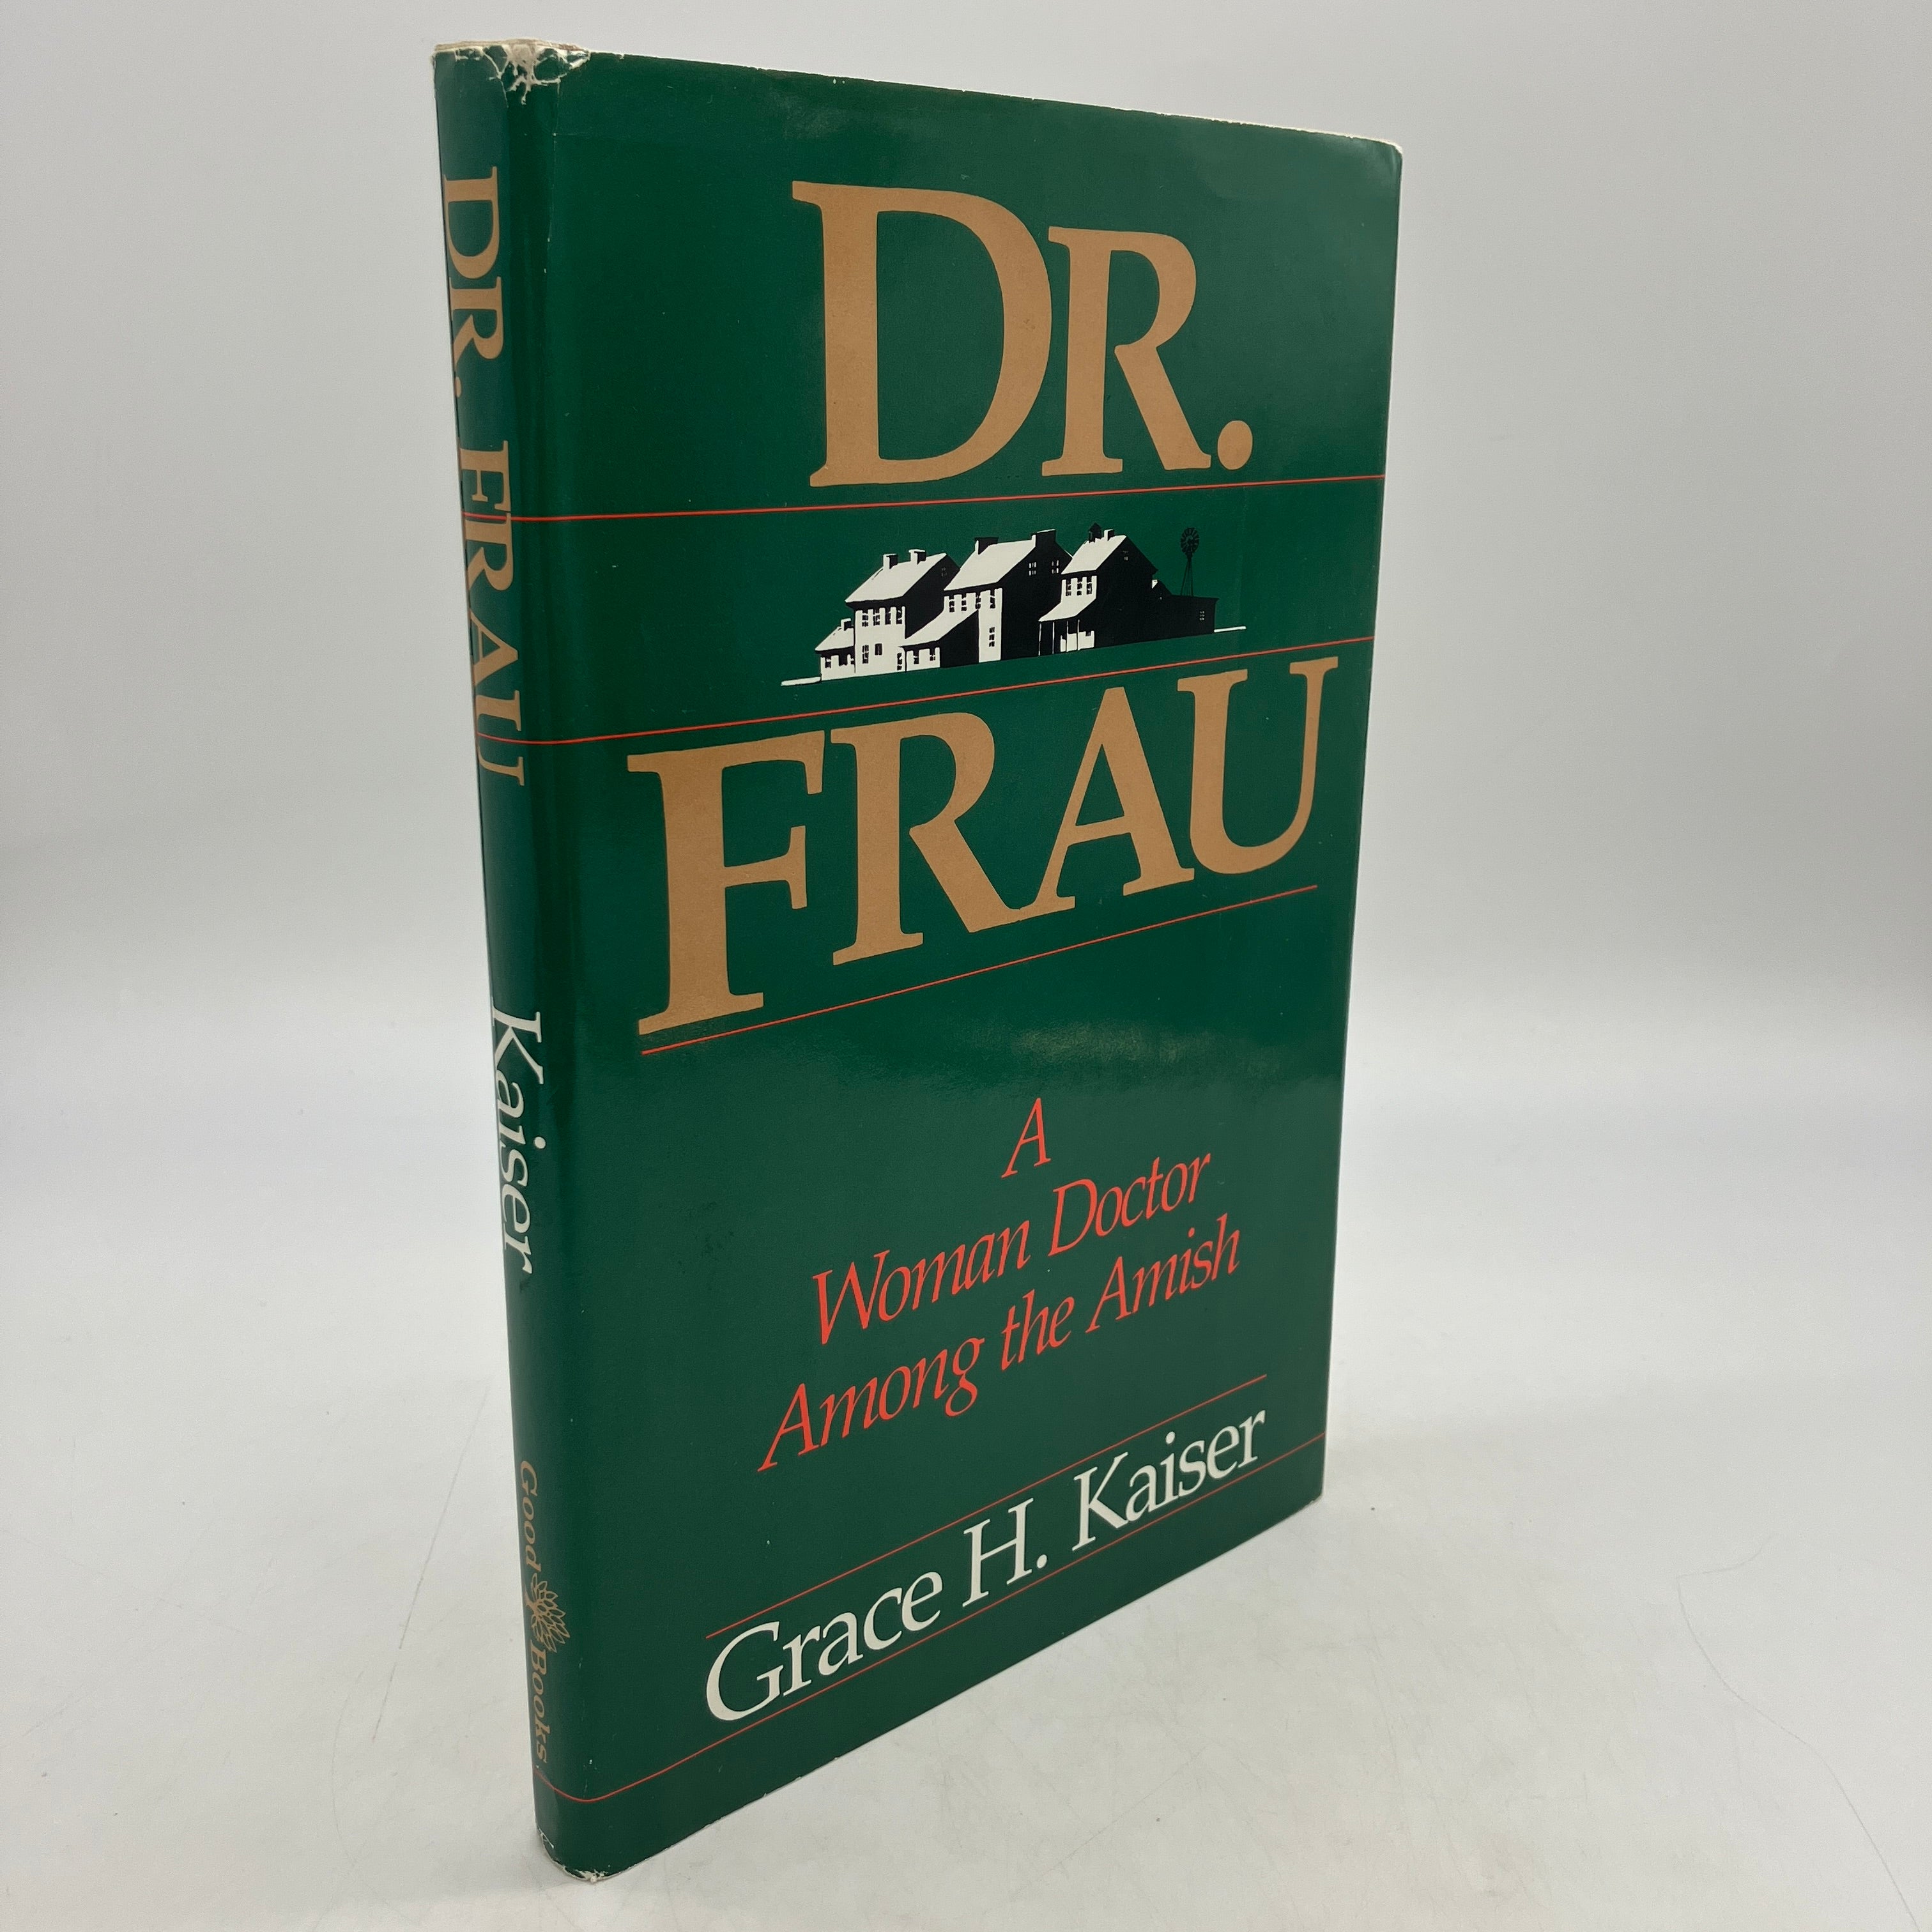 DR. FRAU Kaiser Good Books
DR.
FRAU
A
Woman Doctor
Among the Amish
Grace H. Kaiser